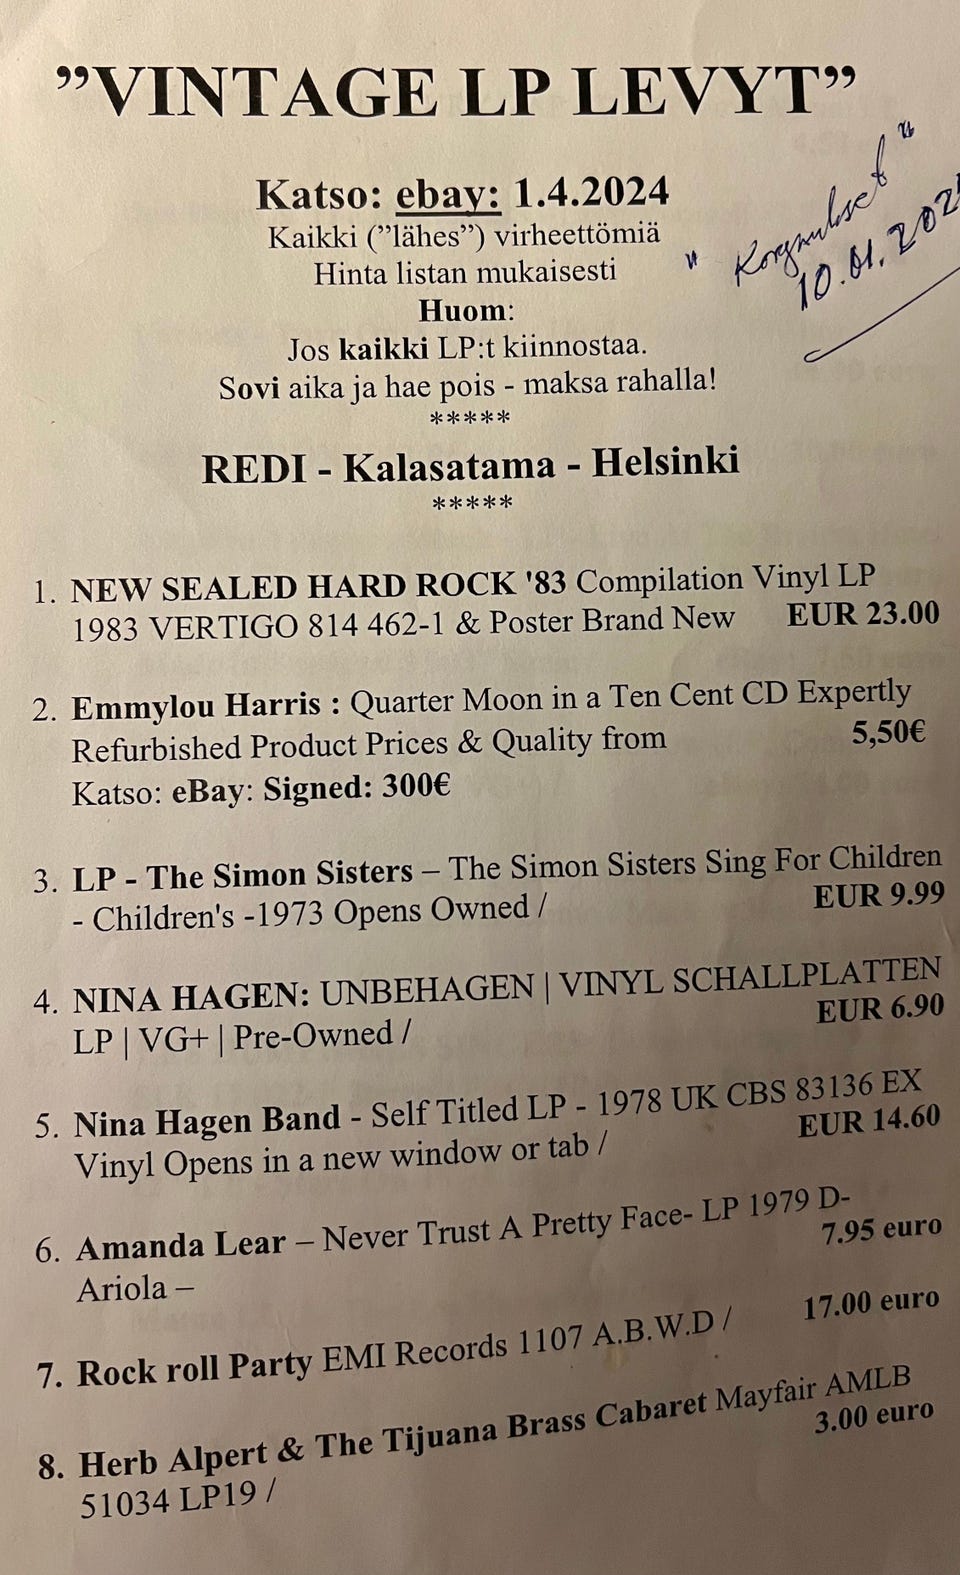 ”VINTAGE LP LEVYT”
Katso: ebay: 1.4.2024
Kaikki (”lähes”) virheettömiä
Hinta listan mukaisesti
Huom:
Jos kaikki LP:t kiinnostaa.
Sovi aika ja hae pois - maksa rahalla!
*****
REDI - Kalasatama - Helsinki
*****
10.01.202
1. NEW SEALED HARD ROCK '83 Compilation Vinyl LP
1983 VERTIGO 814 462-1 & Poster Brand New EUR 23.00
2. Emmylou Harris : Quarter Moon in a Ten Cent CD Expertly
Refurbished Product Prices & Quality from 5,50€
Katso: eBay: Signed: 300€
3. LP - The Simon Sisters – The Simon Sisters Sing For Children
- Children's -1973 Opens Owned / EUR 9.99
4. NINA HAGEN: UNBEHAGEN | VINYL SCHALLPLATTEN
LP | VG+ | Pre-Owned / EUR 6.90
5. Nina Hagen Band - Self Titled LP - 1978 UK CBS 83136 EX
Vinyl Opens in a new window or tab / EUR 14.60
6. Amanda Lear – Never Trust A Pretty Face- LP 1979 D-
Ariola – 7.95 euro
7. Rock roll Party EMI Records 1107 A.B.W.D / 17.00 euro
8. Herb Alpert & The Tijuana Brass Cabaret Mayfair AMLB
51034 LP19 / 3.00 euro